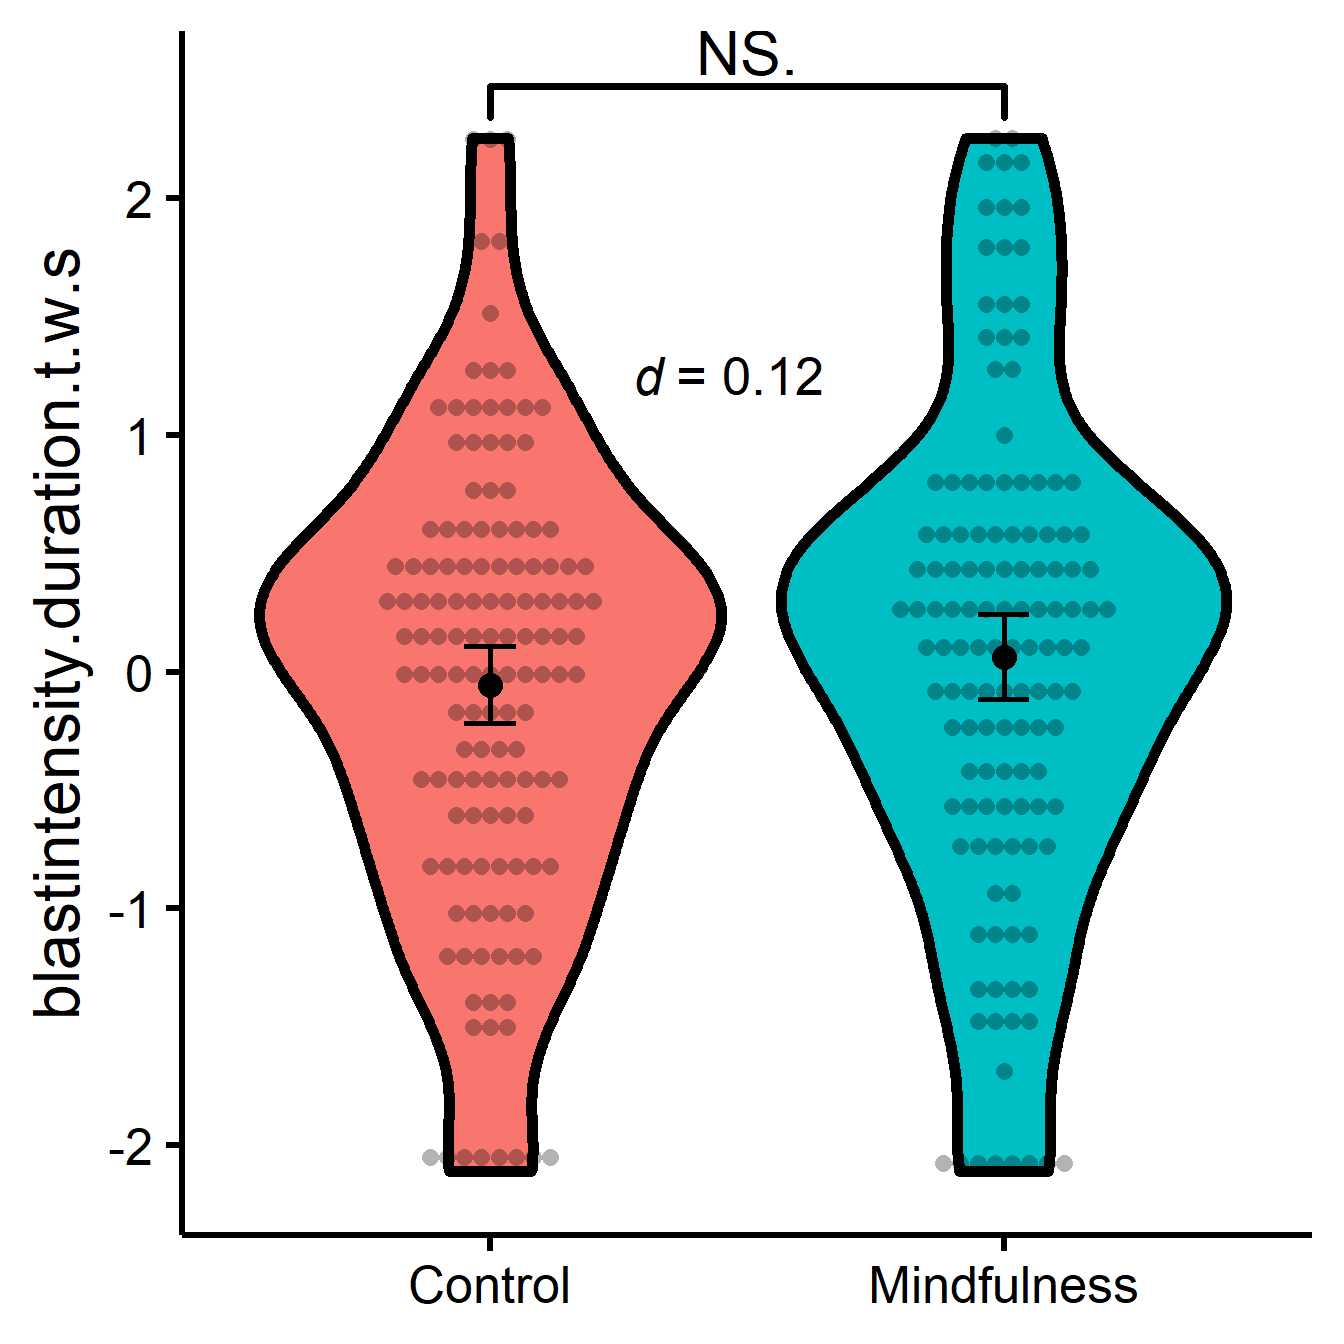 NS.
d = 0.12
blastintensity.duration.t.w.s
2
1
0
-1
-2
Control
Mindfulness